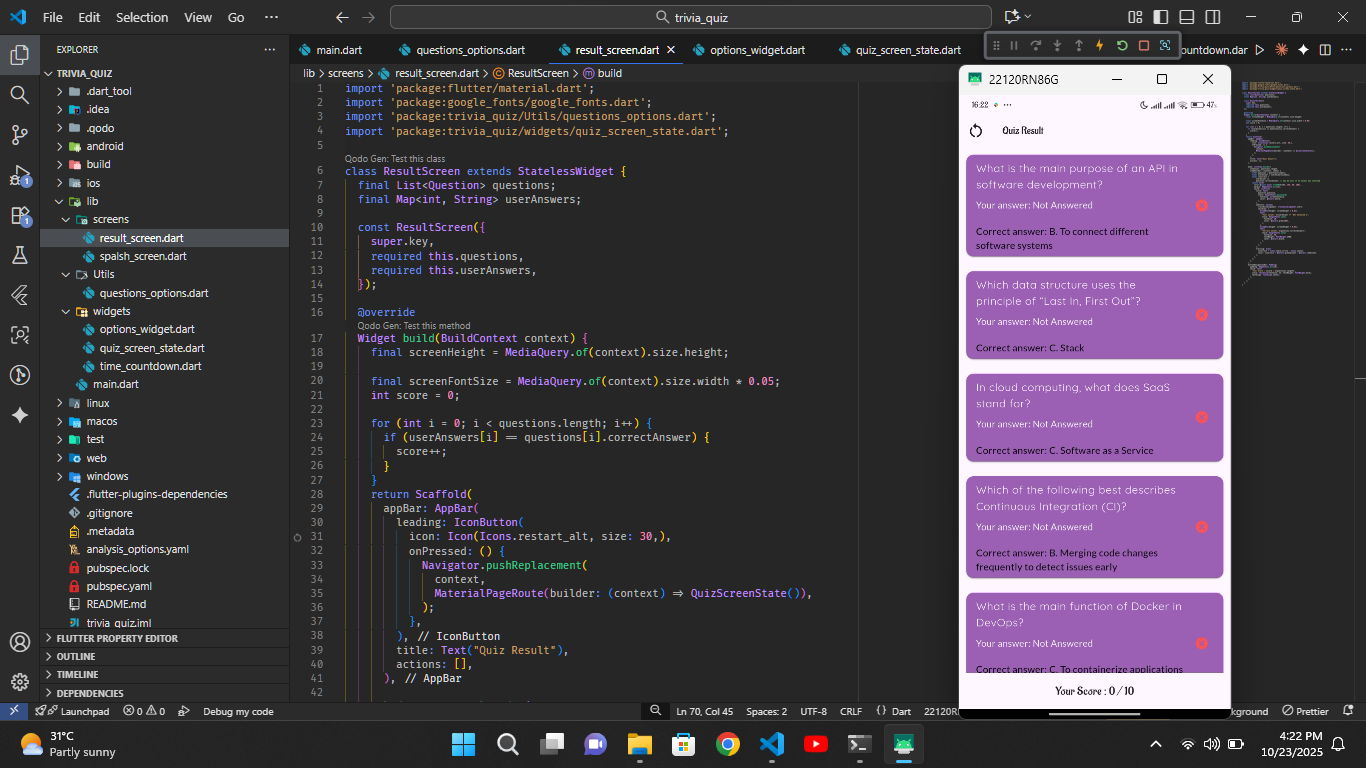 File Edit Selection View Go ···
trivia_quiz
EXPLORER
TRIVIA_QUIZ
.dart_tool
.idea
.qodo
android
build
ios
lib
screens
result_screen.dart
spalsh_screen.dart
Utils
questions_options.dart
widgets
options_widget.dart
quiz_screen_state.dart
time_countdown.dart
main.dart
linux
macos
test
web
windows
.flutter-plugins-dependencies
.gitignore
.metadata
analysis_options.yaml
pubspec.lock
pubspec.yaml
README.md
trivia_quiz.iml
FLUTTER PROPERTY EDITOR
OUTLINE
TIMELINE
DEPENDENCIES
main.dart questions_options.dart result_screen.dart options_widget.dart quiz_screen_state.dart ountdown.dar
lib > screens > result_screen.dart > ResultScreen > build
1 import 'package:flutter/material.dart';
2 import 'package:google_fonts/google_fonts.dart';
3 import 'package:trivia_quiz/Utils/questions_options.dart';
4 import 'package:trivia_quiz/widgets/quiz_screen_state.dart';
5
Qodo Gen: Test this class
6 class ResultScreen extends StatelessWidget {
7 final List<Question> questions;
8 final Map<int, String> userAnswers;
9
10 const ResultScreen({
11 super.key,
12 required this.questions,
13 required this.userAnswers,
14 });
15
16 @override
Qodo Gen: Test this method
17 Widget build(BuildContext context) {
18 final screenHeight = MediaQuery.of(context).size.height;
19
20 final screenFontSize = MediaQuery.of(context).size.width * 0.05;
21 int score = 0;
22
23 for (int i = 0; i < questions.length; i++) {
24 if (userAnswers[i] == questions[i].correctAnswer) {
25 score++;
26 }
27 }
28 return Scaffold(
29 appBar: AppBar(
30 leading: IconButton(
31 icon: Icon(Icons.restart_alt, size: 30,),
32 onPressed: () {
33 Navigator.pushReplacement(
34 context,
35 MaterialPageRoute(builder: (context) => QuizScreenState()),
36 );
37 },
38 ), // IconButton
39 title: Text("Quiz Result"),
40 actions: [],
41 ), // AppBar
42
22120RN86G
16:22 ··· 47
Quiz Result
What is the main purpose of an API in
software development?
Your answer: Not Answered
Correct answer: B. To connect different
software systems
Which data structure uses the
principle of “Last In, First Out”?
Your answer: Not Answered
Correct answer: C. Stack
In cloud computing, what does SaaS
stand for?
Your answer: Not Answered
Correct answer: C. Software as a Service
Which of the following best describes
Continuous Integration (CI)?
Your answer: Not Answered
Correct answer: B. Merging code changes
frequently to detect issues early
What is the main function of Docker in
DevOps?
Your answer: Not Answered
Correct answer: C. To containerize applications
Your Score : 0 / 10
Launchpad 0 0 Debug my code Ln 70, Col 45 Spaces: 2 UTF-8 CRLF {} Dart 22120R kground Prettier
31°C
Partly sunny
4:22 PM
10/23/2025